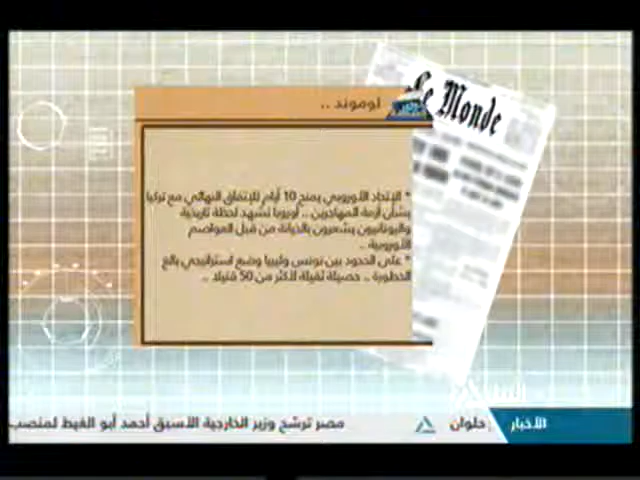 Le Monde
لوموند ..
* الإتحاد الأوروبي يمنح 10 أيام للإتفاق النهائي مع تركيا
بشأن أزمة المهاجرين .. أوروبا تشهد لحظة تاريخية
واليونانيون يشعرون بالخيانة من قبل العواصم
الأوروبية ..
* على الحدود بين تونس وليبيا وضع استراتيجي بالغ
الخطورة .. حصيلة ثقيلة لأكثر من 50 قتيلا ..
الأخبار
حلوان
مصر ترشح وزير الخارجية الأسبق أحمد أبو الغيط لمنصب